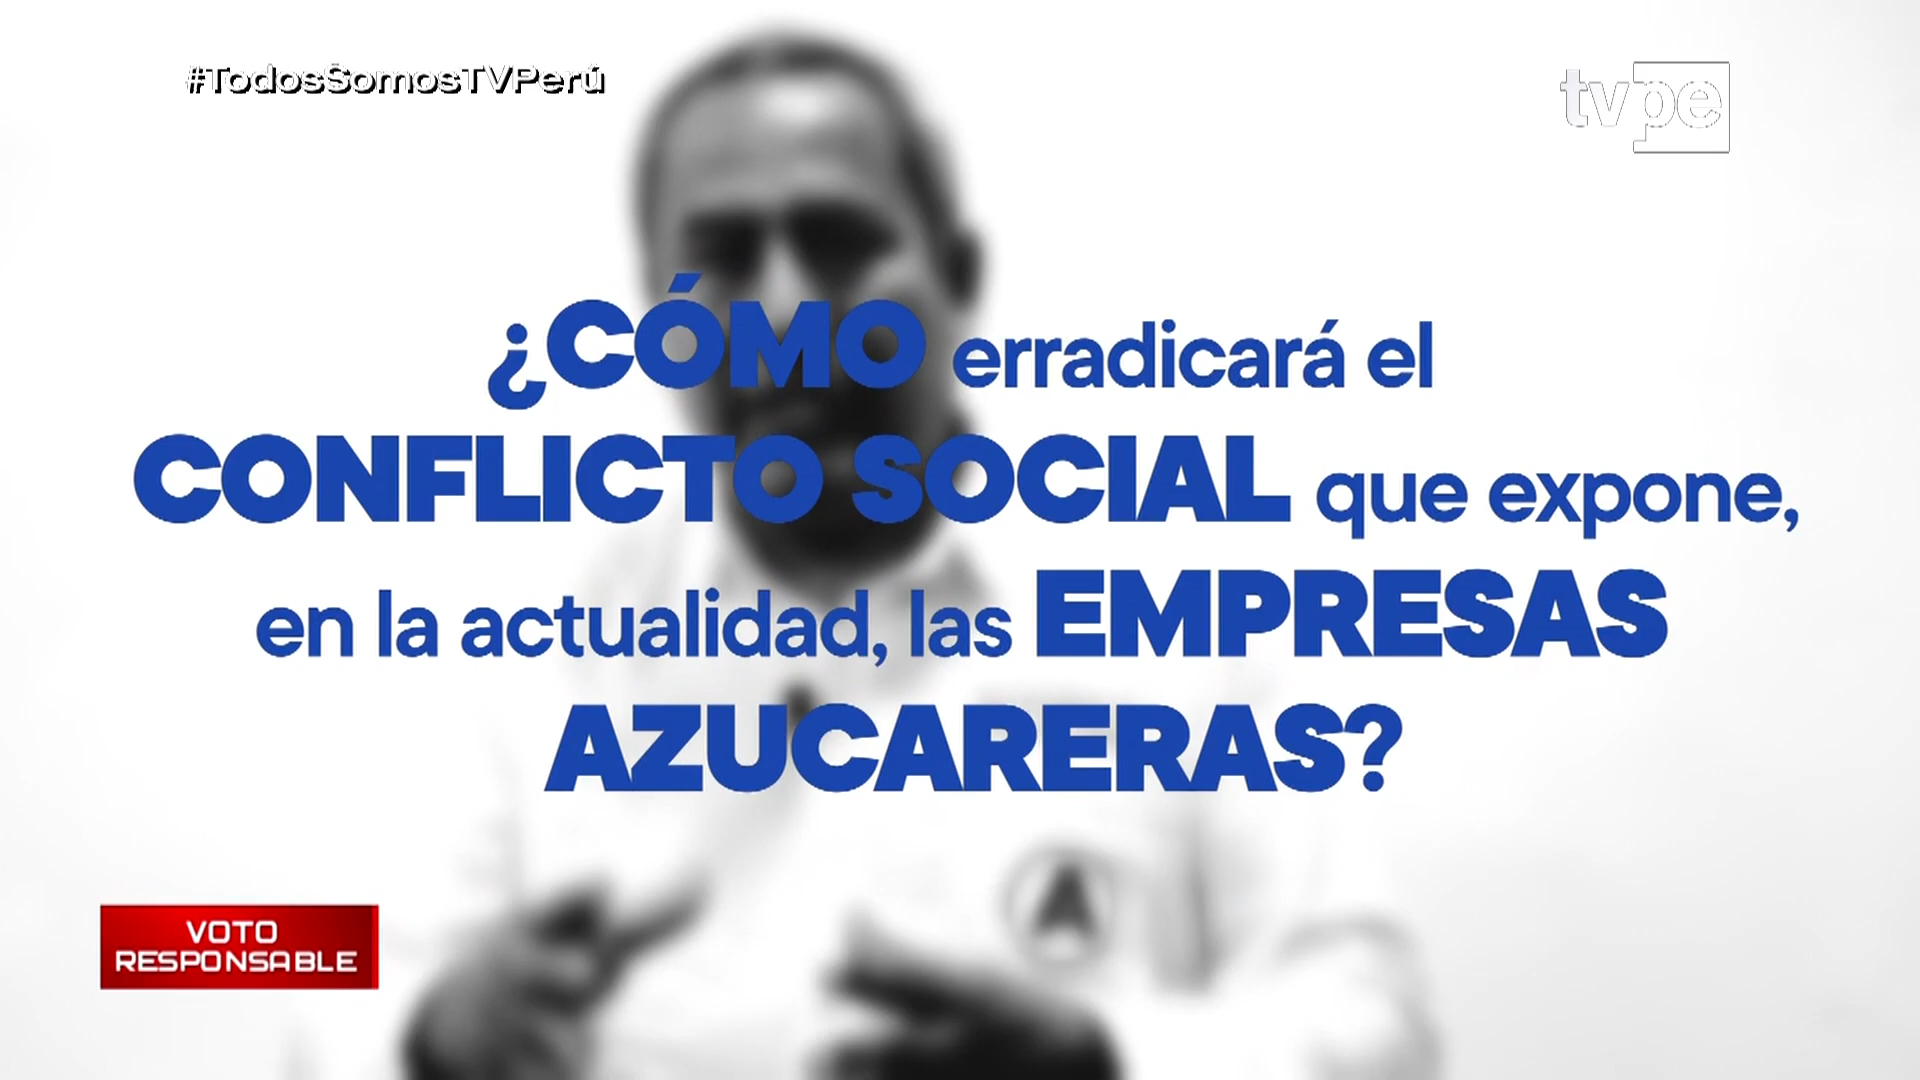 #TodosSomosTVPerú
tvpe
¿CÓMO erradicará el
CONFLICTO SOCIAL que expone,
en la actualidad, las EMPRESAS
AZUCARERAS?
A
VOTO
RESPONSABLE